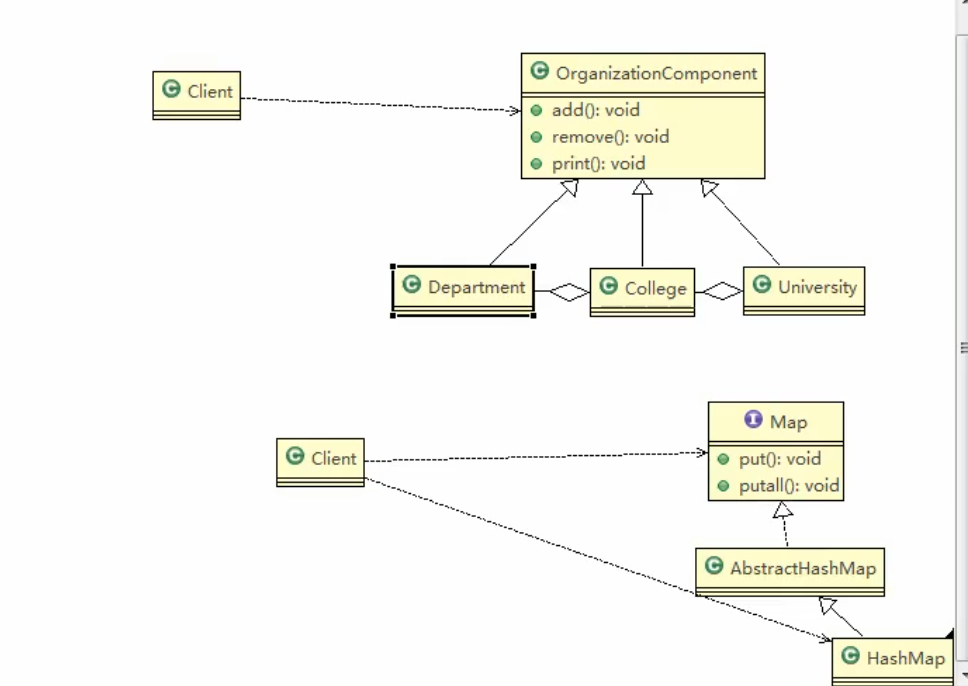 Client
OrganizationComponent
add(): void
remove(): void
print(): void
Department
College
University
Client
Map
put(): void
putall(): void
AbstractHashMap
HashMap